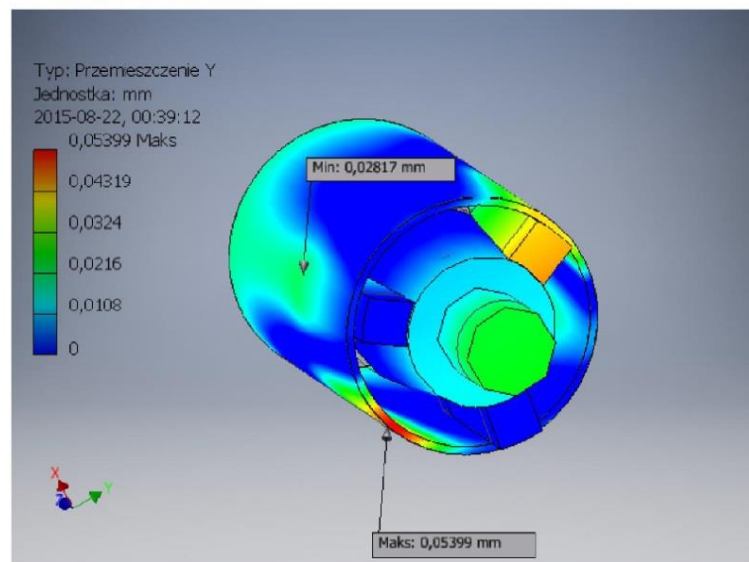 Typ: Przemieszczenie Y
Jednostka: mm
2015-08-22, 00:39:12
0,05399 Maks
0,04319
0,0324
0,0216
0,0108
0
Min: 0,02817 mm
Maks: 0,05399 mm
X
Y
Z